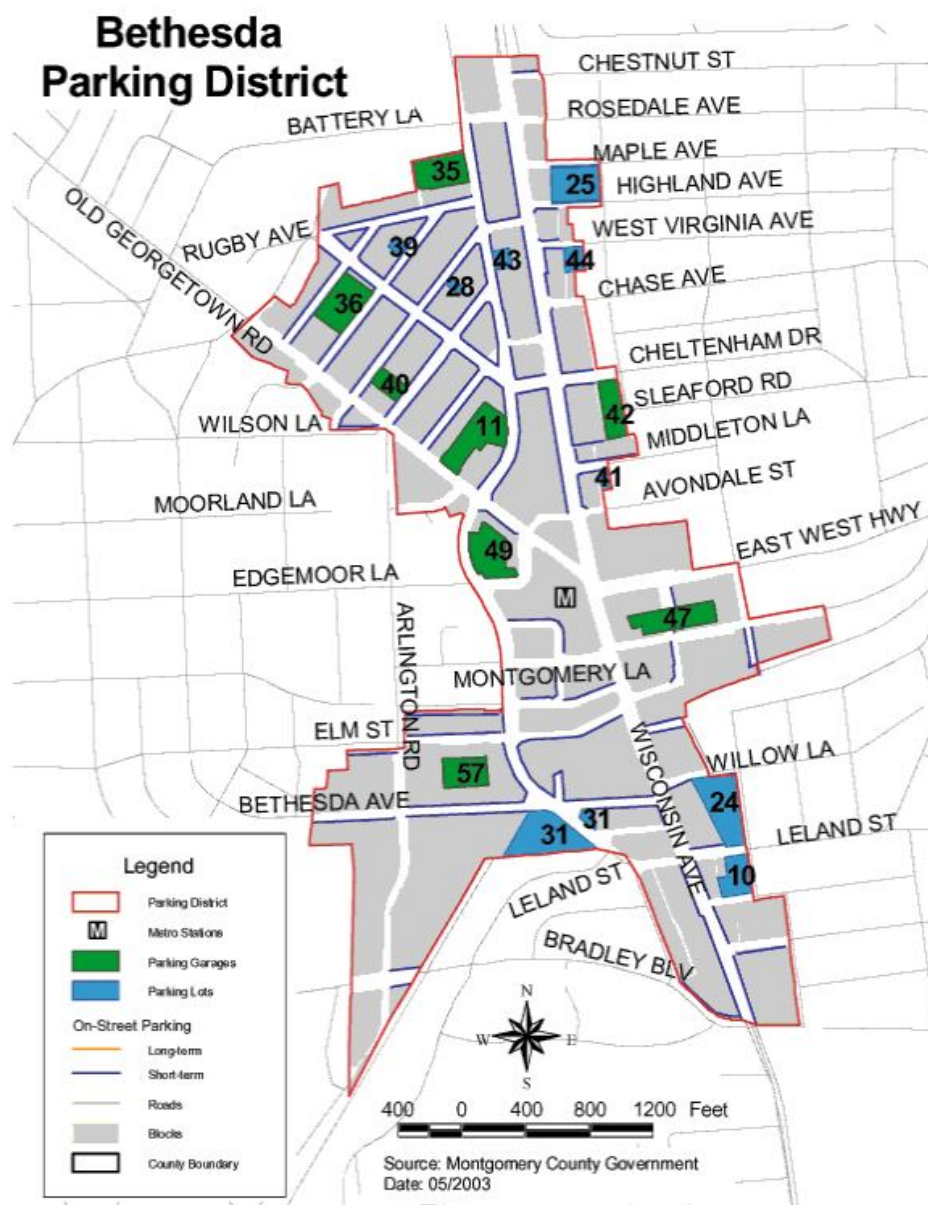 Bethesda
Parking District
CHESTNUT ST
ROSEDALE AVE
BATTERY LA
MAPLE AVE
35
25
HIGHLAND AVE
OLD GEORGETOWN RD
WEST VIRGINIA AVE
RUGBY AVE
39
43
44
28
CHASE AVE
36
CHELTENHAM DR
40
SLEAFORD RD
WILSON LA
11
42
MIDDLETON LA
41
AVONDALE ST
MOORLAND LA
EAST WEST HWY
49
EDGEMOOR LA
M
ARLINGTON RD
47
MONTGOMERY LA
ELM ST
WISCONSIN AVE
WILLOW LA
57
BETHESDA AVE
24
31
31
LELAND ST
10
LELAND ST
BRADLEY BLV
Legend
Parking District
M
Metro Stations
Parking Garages
Parking Lots
On-Street Parking
Long-term
Short-term
Roads
Blocks
County Boundary
N
W
E
S
400 0 400 800 1200 Feet
Source: Montgomery County Government
Date: 05/2003